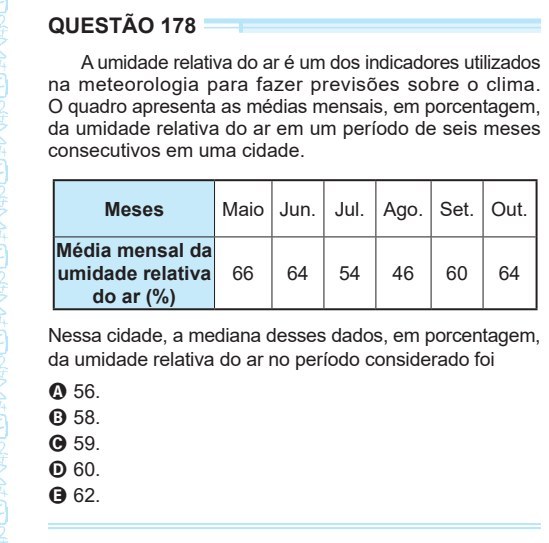 QUESTÃO 178
A umidade relativa do ar é um dos indicadores utilizados
na meteorologia para fazer previsões sobre o clima.
O quadro apresenta as médias mensais, em porcentagem,
da umidade relativa do ar em um período de seis meses
consecutivos em uma cidade.
Meses Maio Jun. Jul. Ago. Set. Out.
Média mensal da
umidade relativa 66 64 54 46 60 64
do ar (%)
Nessa cidade, a mediana desses dados, em porcentagem,
da umidade relativa do ar no período considerado foi
A 56.
B 58.
C 59.
D 60.
E 62.